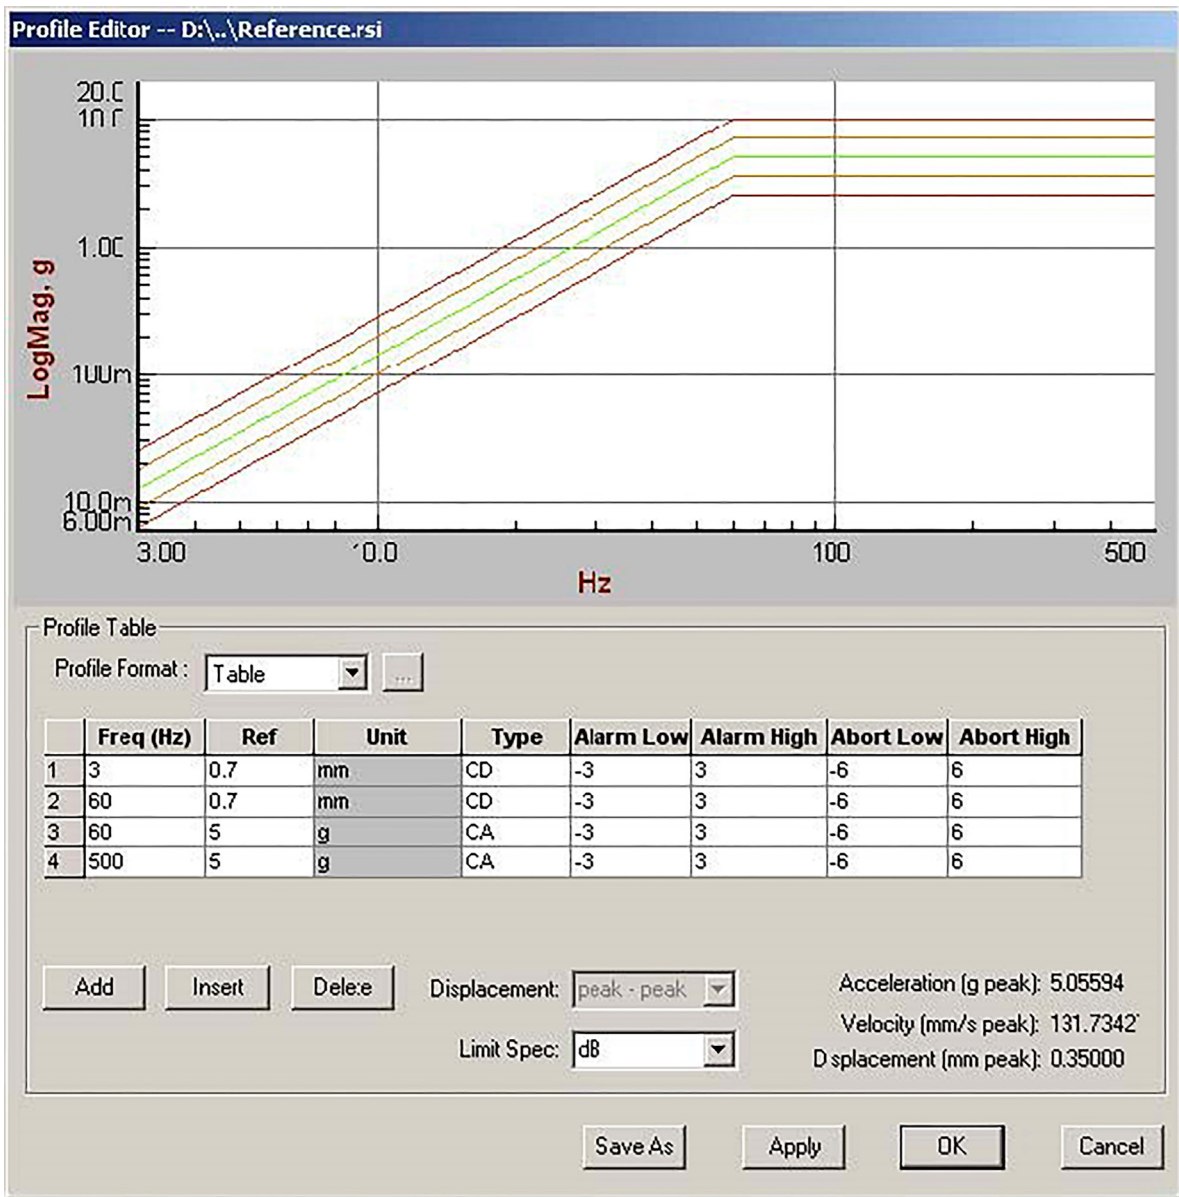 Profile Editor -- D:\..\Reference.rsi
20.0
10.0
1.00
100m
10.0m
6.00m
LogMag, g
3.00 10.0 100 500
Hz
Profile Table
Profile Format : Table ...
Freq (Hz) Ref Unit Type Alarm Low Alarm High Abort Low Abort High
1 3 0.7 mm CD -3 3 -6 6
2 60 0.7 mm CD -3 3 -6 6
3 60 5 g CA -3 3 -6 6
4 500 5 g CA -3 3 -6 6
Add Insert Delete Displacement: peak - peak Acceleration (g peak): 5.05594
Velocity (mm/s peak): 131.7342
Limit Spec: dB Displacement (mm peak): 0.35000
Save As Apply OK Cancel